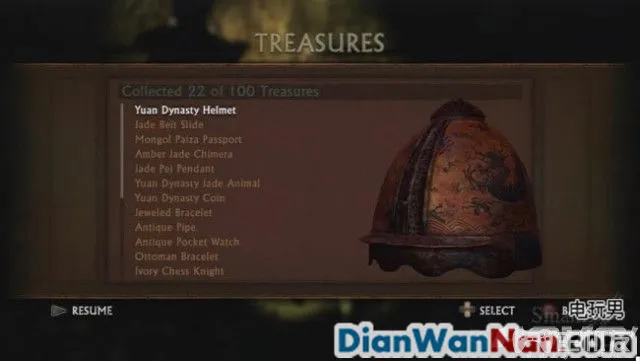 TREASURES
Collected 22 of 100 Treasures
Yuan Dynasty Helmet
Jade Belt Slide
Mongol Paiza Passport
Amber Jade Chimera
Jade Pei Pendant
Yuan Dynasty Jade Animal
Yuan Dynasty Coin
Jeweled Bracelet
Antique Pipe
Antique Pocket Watch
Ottoman Bracelet
Ivory Chess Knight
RESUME
SELECT
电玩男
DianWanNan.com